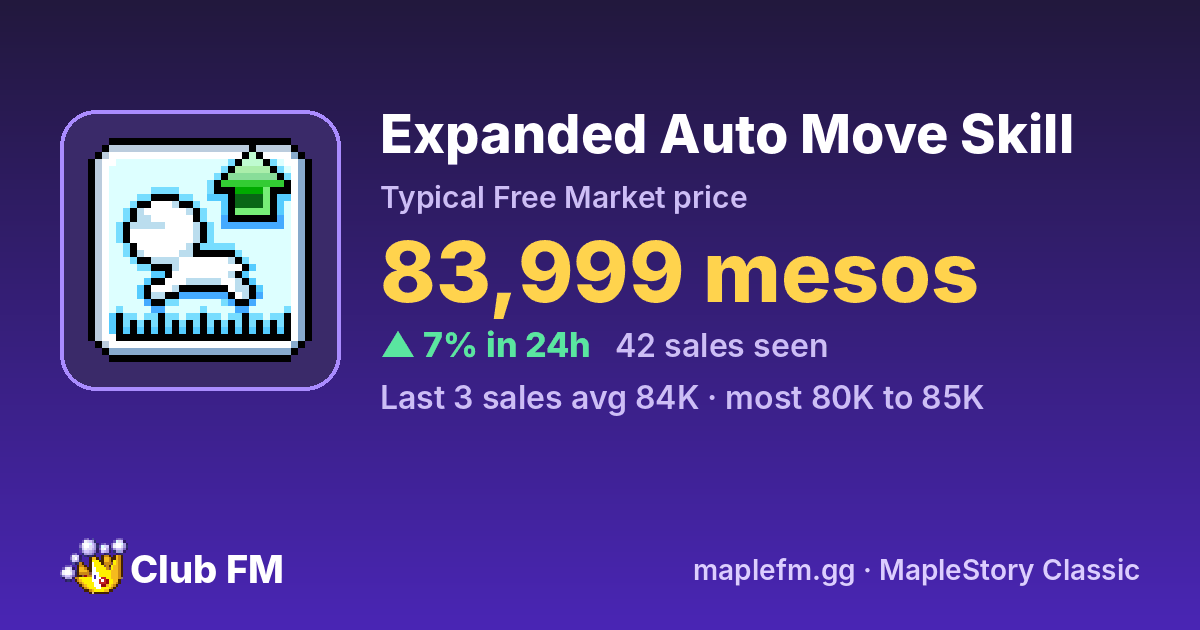 Expanded Auto Move Skill
Typical Free Market price
83,999 mesos
▲ 7% in 24h 42 sales seen
Last 3 sales avg 84K · most 80K to 85K
Club FM
maplefm.gg · MapleStory Classic